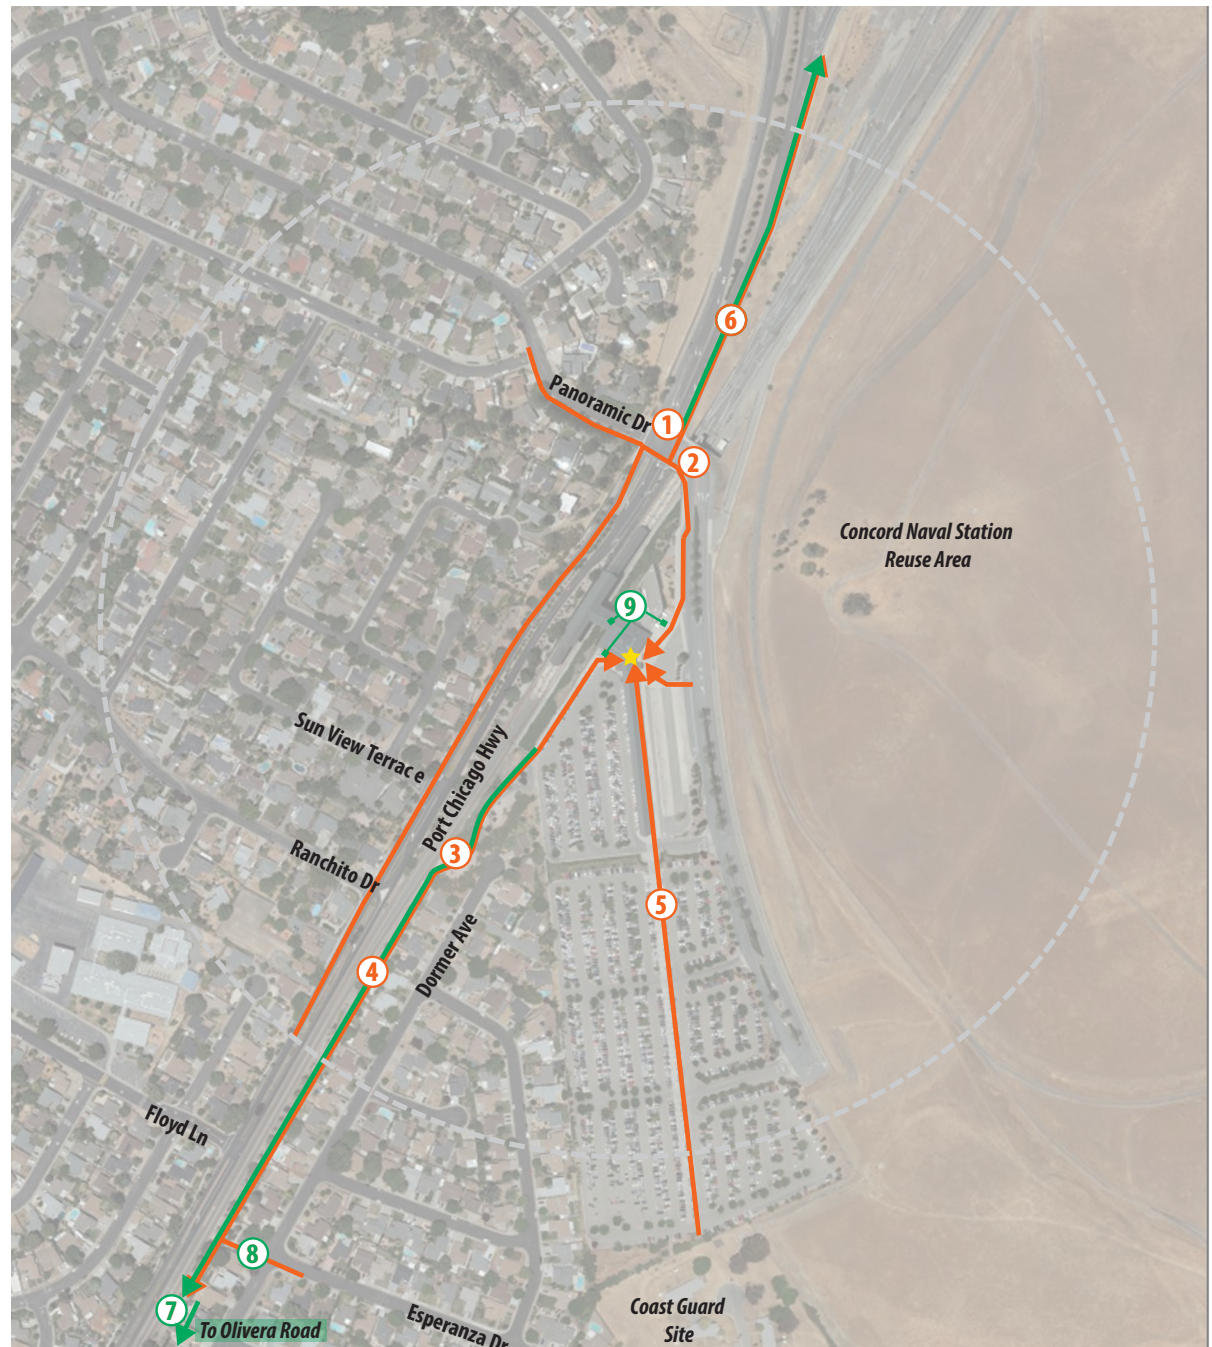 6
Panoramic Dr
1
2
Concord Naval Station
Reuse Area
9
Sun View Terrac e
Port Chicago Hwy
3
Ranchito Dr
5
Dormer Ave
4
Floyd Ln
8
7
To Olivera Road
Esperanza Dr
Coast Guard
Site